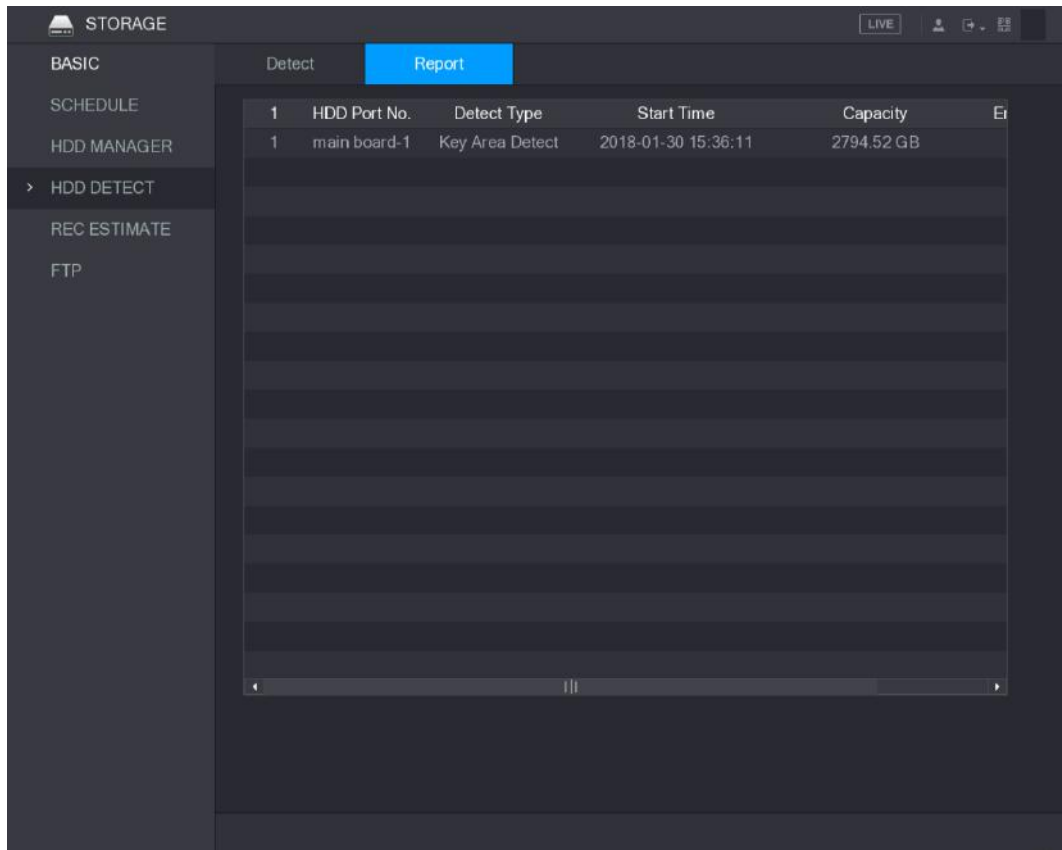 STORAGE
LIVE
BASIC
SCHEDULE
HDD MANAGER
HDD DETECT
REC ESTIMATE
FTP
Detect Report
1 HDD Port No. Detect Type Start Time Capacity Er
1 main board-1 Key Area Detect 2018-01-30 15:36:11 2794.52 GB